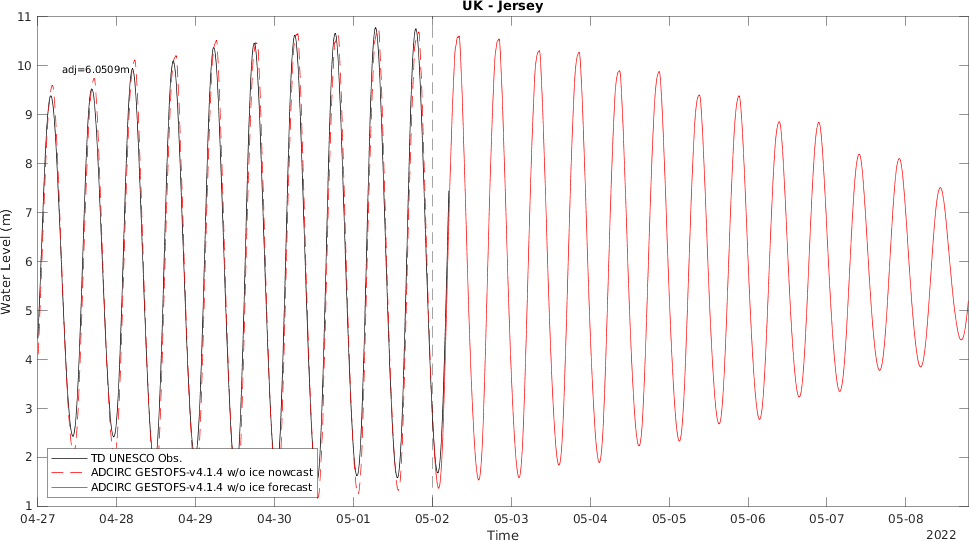 UK - Jersey
adj=6.0509m
Water Level (m)
11
10
9
8
7
6
5
4
3
2
1
TD UNESCO Obs.
ADCIRC GESTOFS-v4.1.4 w/o ice nowcast
ADCIRC GESTOFS-v4.1.4 w/o ice forecast
04-27 04-28 04-29 04-30 05-01 05-02 05-03 05-04 05-05 05-06 05-07 05-08
Time
2022